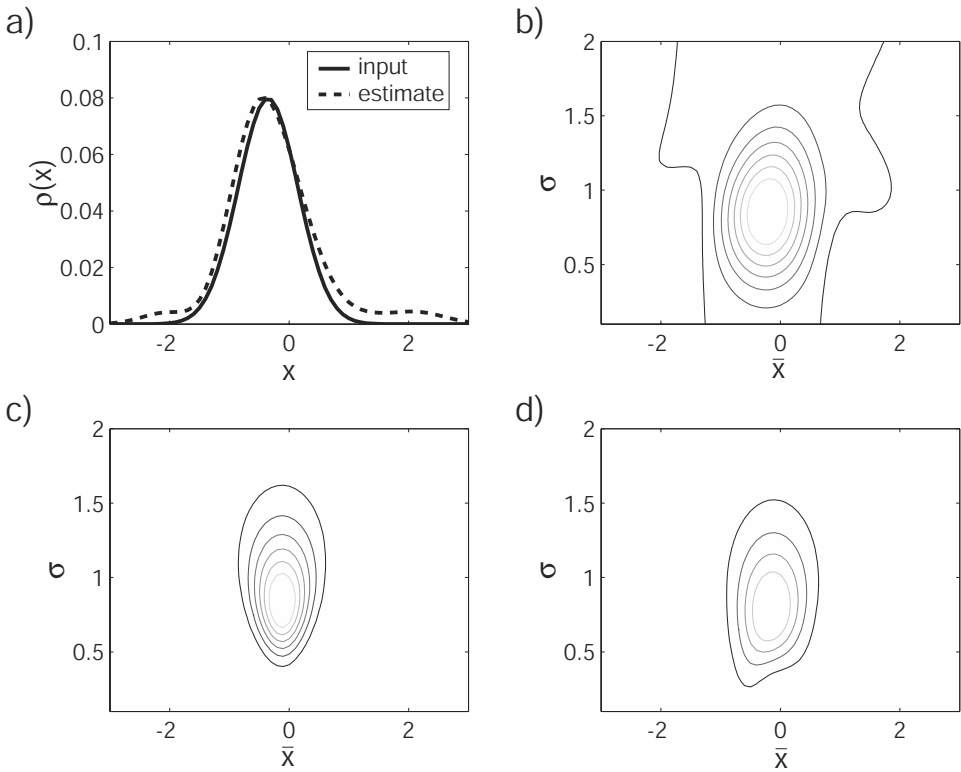 a)
0.1
0.08
0.06
0.04
0.02
0
ρ(x)
input
estimate
-2 0 2
x
b)
2
1.5
1
0.5
σ
-2 0 2
x̄
c)
2
1.5
1
0.5
σ
-2 0 2
x̄
d)
2
1.5
1
0.5
σ
-2 0 2
x̄